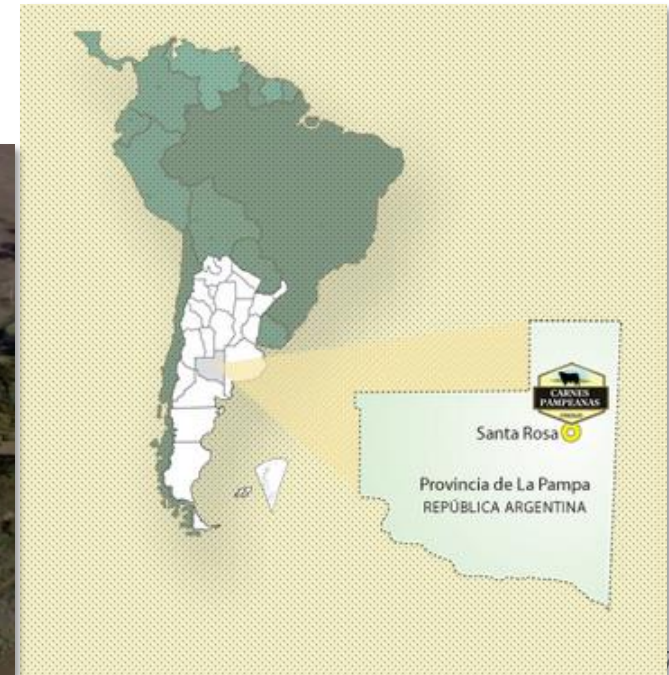 CARNES
PAMPEANAS
Santa Rosa
Provincia de La Pampa
REPÚBLICA ARGENTINA